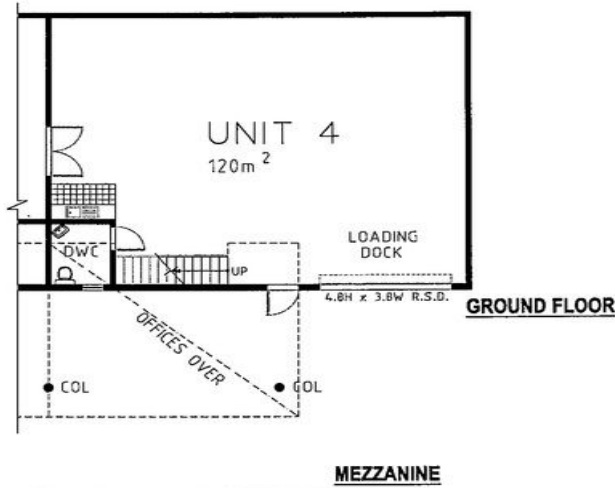 UNIT 4
120m²
LOADING
DOCK
DWC
UP
4.8H x 3.8W R.S.D.
GROUND FLOOR
OFFICES OVER
COL
COL
MEZZANINE